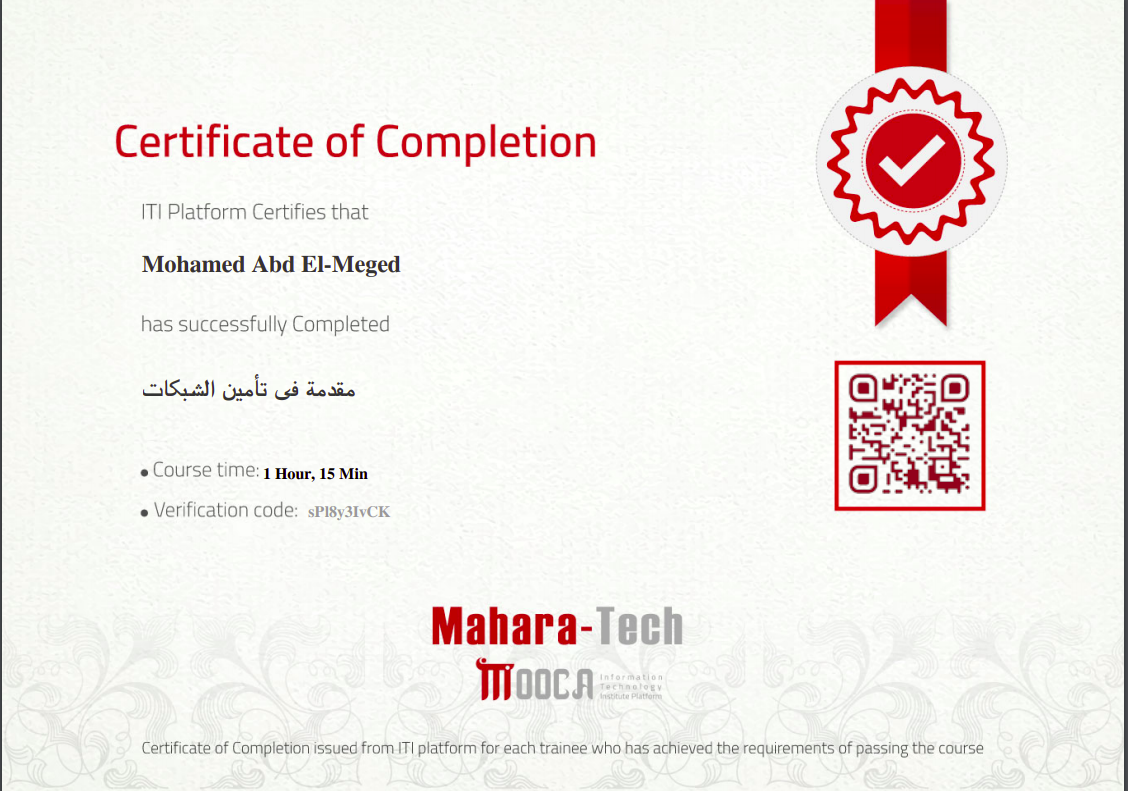 Certificate of Completion
ITI Platform Certifies that
Mohamed Abd El-Meged
has successfully Completed
مقدمة فى تأمين الشبكات
• Course time: 1 Hour, 15 Min
• Verification code: sPl8y3IvCK
Mahara-Tech
MOOCA
Information
Technology
Institute Platform
Certificate of Completion issued from ITI platform for each trainee who has achieved the requirements of passing the course